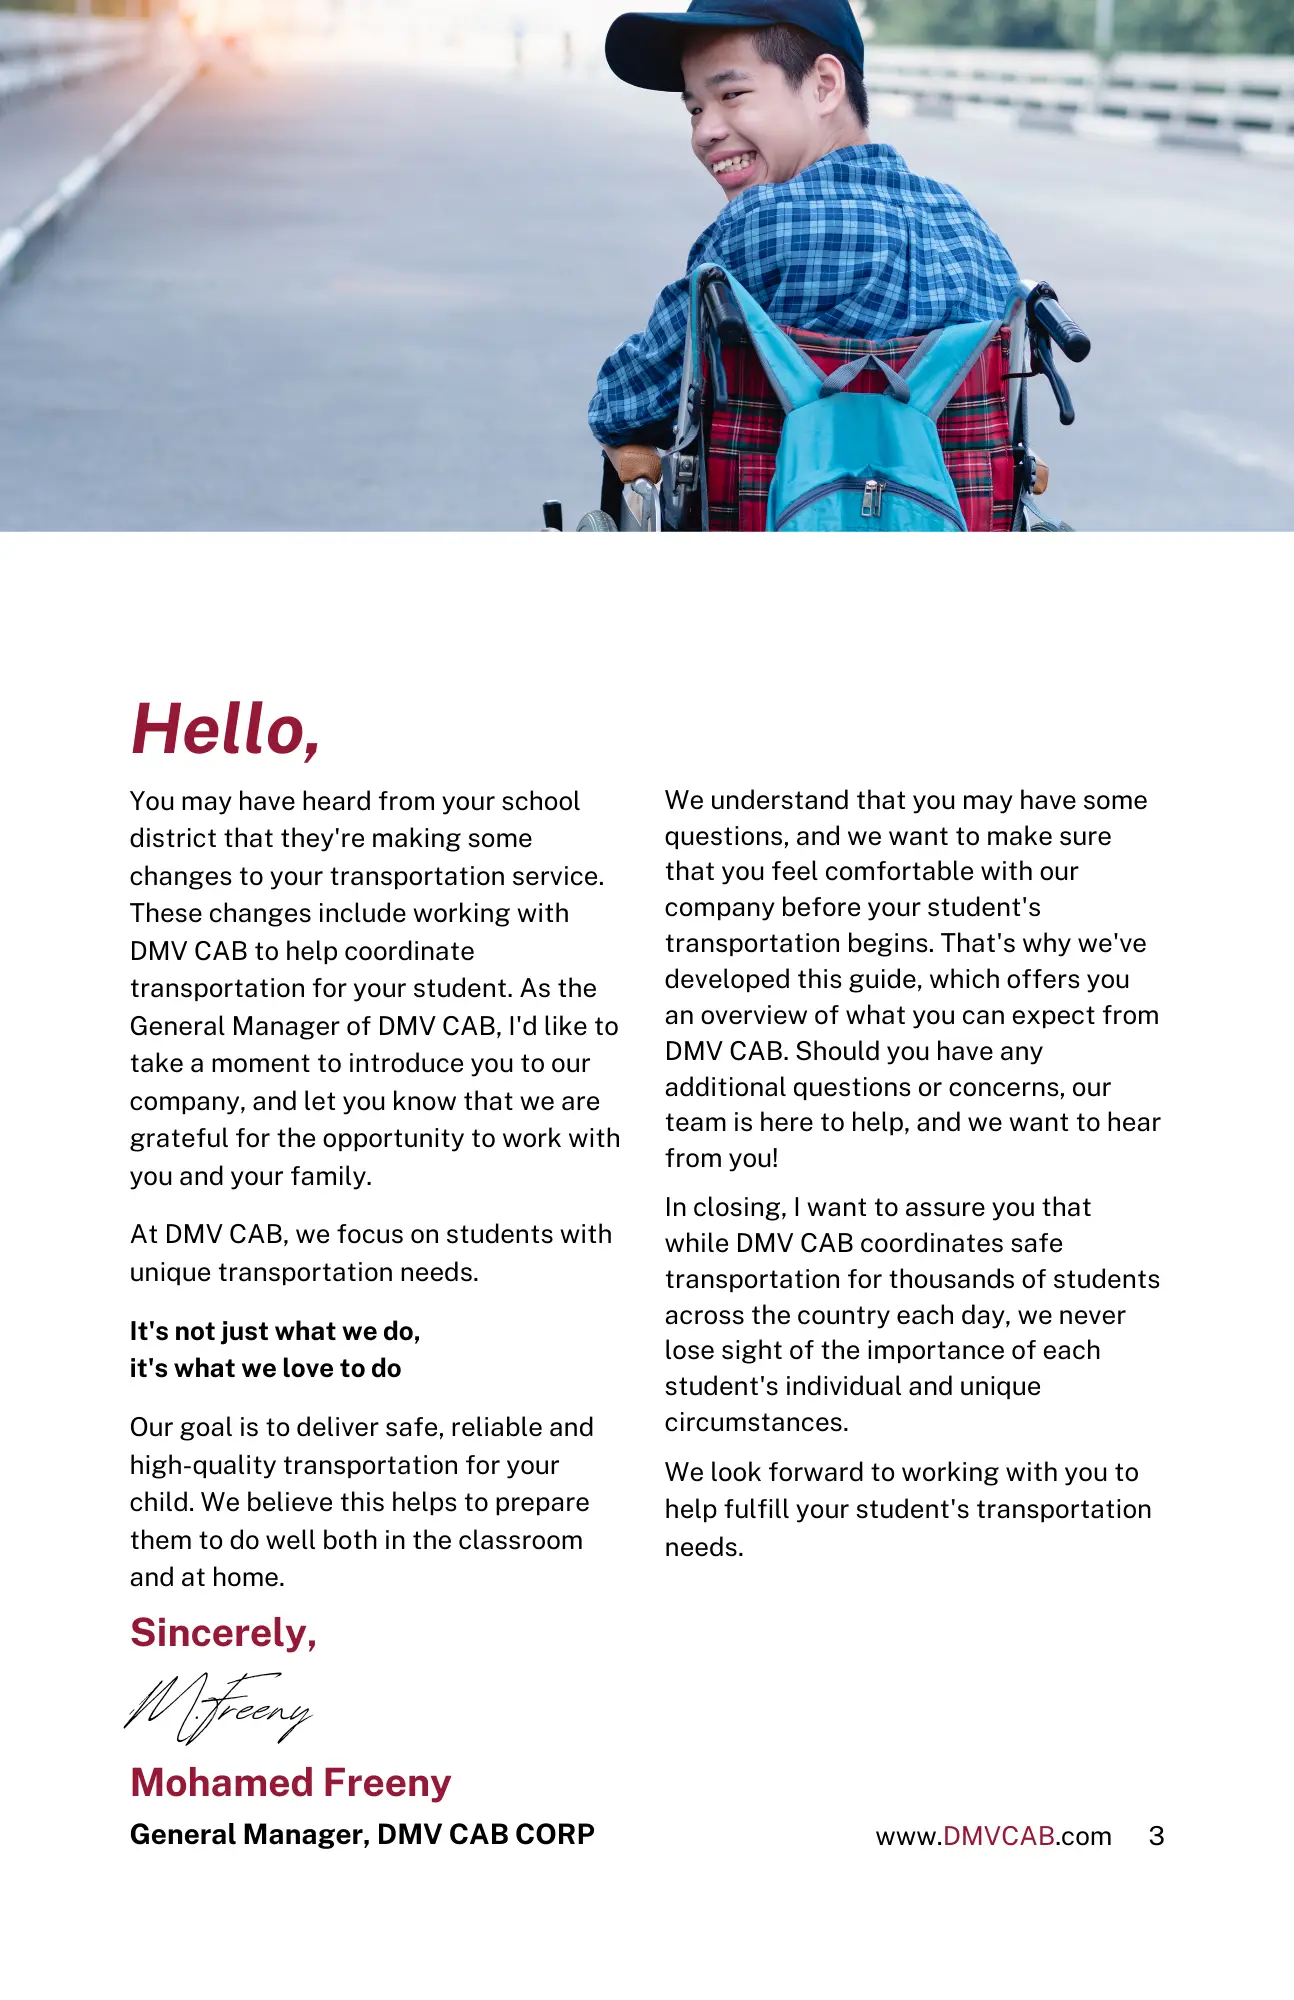 Hello,
You may have heard from your school
district that they're making some
changes to your transportation service.
These changes include working with
DMV CAB to help coordinate
transportation for your student. As the
General Manager of DMV CAB, I'd like to
take a moment to introduce you to our
company, and let you know that we are
grateful for the opportunity to work with
you and your family.
At DMV CAB, we focus on students with
unique transportation needs.
It's not just what we do,
it's what we love to do
Our goal is to deliver safe, reliable and
high-quality transportation for your
child. We believe this helps to prepare
them to do well both in the classroom
and at home.
We understand that you may have some
questions, and we want to make sure
that you feel comfortable with our
company before your student's
transportation begins. That's why we've
developed this guide, which offers you
an overview of what you can expect from
DMV CAB. Should you have any
additional questions or concerns, our
team is here to help, and we want to hear
from you!
In closing, I want to assure you that
while DMV CAB coordinates safe
transportation for thousands of students
across the country each day, we never
lose sight of the importance of each
student's individual and unique
circumstances.
We look forward to working with you to
help fulfill your student's transportation
needs.
Sincerely,
M.Freeny
Mohamed Freeny
General Manager, DMV CAB CORP
www.DMVCAB.com 3